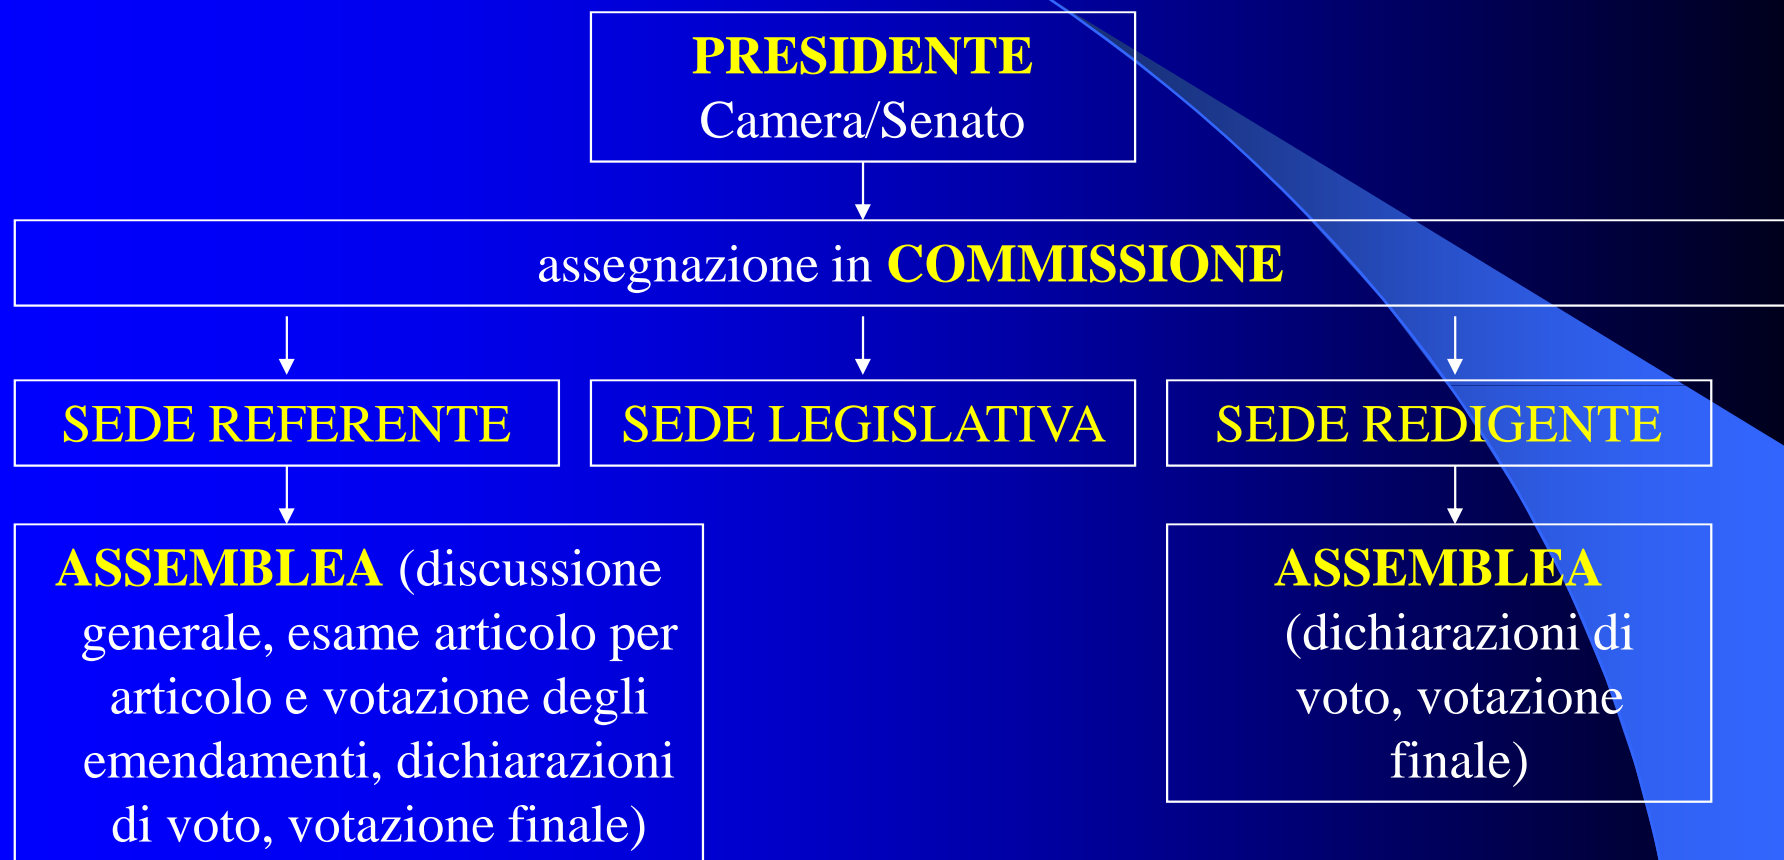 PRESIDENTE
Camera/Senato
assegnazione in COMMISSIONE
SEDE REFERENTE
SEDE LEGISLATIVA
SEDE REDIGENTE
ASSEMBLEA (discussione
generale, esame articolo per
articolo e votazione degli
emendamenti, dichiarazioni
di voto, votazione finale)
ASSEMBLEA
(dichiarazioni di
voto, votazione
finale)